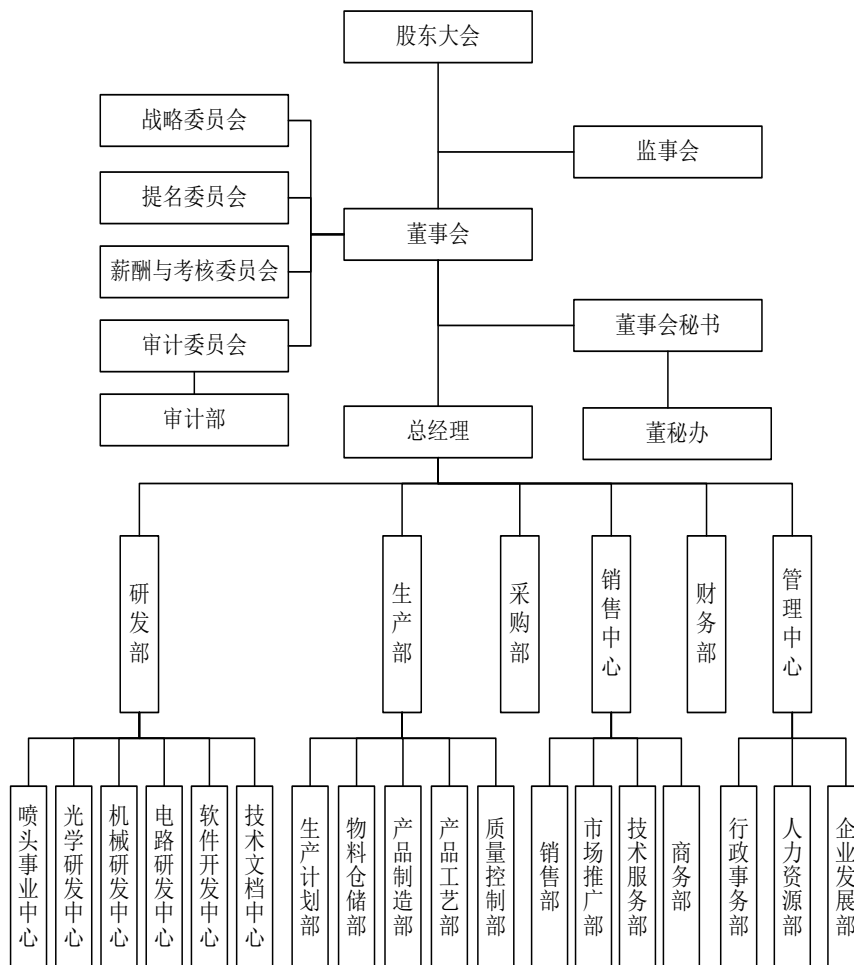 股东大会
战略委员会
监事会
提名委员会
董事会
薪酬与考核委员会
董事会秘书
审计委员会
审计部
总经理
董秘办
研发部
生产部
采购部
销售中心
财务部
管理中心
喷头事业中心
光学研发中心
机械研发中心
电路研发中心
软件开发中心
技术文档中心
生产计划部
物料仓储部
产品制造部
产品工艺部
质量控制部
销售部
市场推广部
技术服务部
商务部
行政事务部
人力资源部
企业发展部